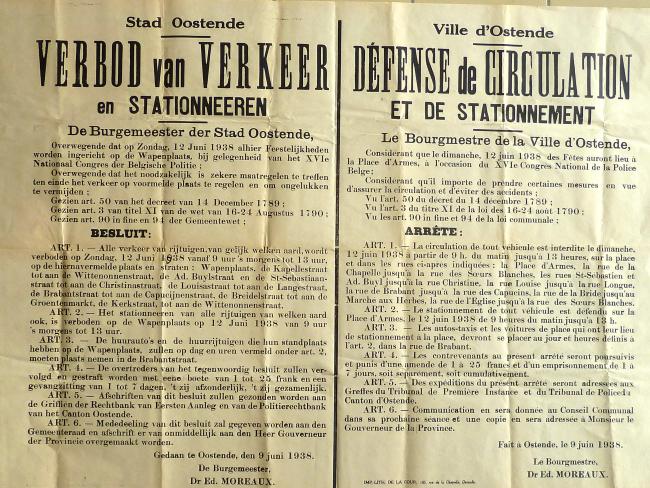 Stad Oostende
VERBOD van VERKEER
en STATIONNEEREN
De Burgemeester der Stad Oostende,
Overwegende dat op Zondag, 12 Juni 1938 alhier Feestelijkheden
worden ingericht op de Wapenplaats, bij gelegenheid van het XVIe
Nationaal Congres der Belgische Politie ;
Overwegende dat het noodzakelijk is zekere maatregelen te treffen
ten einde het verkeer op voormelde plaats te regelen en om ongelukken
te vermijden ;
Gezien art. 50 van het decreet van 14 December 1789 ;
Gezien art. 3 van titel XI van de wet van 16-24 Augustus 1790 ;
Gezien art. 90 in fine en 94 der Gemeentewet ;
BESLUIT:
ART. 1. — Alle verkeer van rijtuigen, van gelijk welken aard, wordt
verboden op Zondag, 12 Juni 1938 vanaf 9 uur 's morgens tot 13 uur,
op de hiernavermelde plaats en straten : Wapenplaats, de Kapellestraat
tot aan de Wittenonnenstraat, de Ad. Buylstraat en de St-Sebastiaan-
straat tot aan de Christinastraat, de Louisastraat tot aan de Langestraat,
de Brabantstraat tot aan de Capucijnenstraat, de Breidelstraat tot aan de
Groentenmarkt, de Kerkstraat, tot aan de Wittenonnenstraat.
ART. 2. — Het stationneeren van alle rijtuigen van welken aard
ook, is verboden op de Wapenplaats op 12 Juni 1938 van 9 uur
's morgens tot 13 uur.
ART. 3. — De huurauto's en de huurrijtuigen die hun standplaats
hebben op de Wapenplaats, zullen op dag en uren vermeld onder art. 2,
moeten plaats nemen in de Brabantstraat.
ART. 4. — De overtreders van het tegenwoordig besluit zullen ver-
volgd en gestraft worden met eene boete van 1 tot 25 frank en een
gevangzitting van 1 tot 7 dagen, 't zij afzonderlijk, 't zij gezamenlijk.
ART. 5. — Afschriften van dit besluit zullen gezonden worden aan
de Griffien der Rechtbank van Eersten Aanleg en van de Politierechtbank
van het Canton Oostende.
ART. 6. — Mededeeling van dit besluit zal gegeven worden aan den
Gemeenteraad en afschrift er van onmiddellijk aan den Heer Gouverneur
der Provincie overgemaakt worden.
Gedaan te Oostende, den 9 juni 1938.
De Burgemeester,
Dr Ed. MOREAUX.
Ville d'Ostende
DÉFENSE de CIRCULATION
ET DE STATIONNEMENT
Le Bourgmestre de la Ville d'Ostende,
Considérant que le dimanche, 12 juin 1938 des Fêtes auront lieu à
la Place d'Armes, à l'occasion du XVIe Congrès National de la Police
Belge;
Considérant qu'il importe de prendre certaines mesures en vue
d'assurer la circulation et d'éviter des accidents ;
Vu l'art. 50 du décret du 14 décembre 1789 ;
Vu l'art. 3 du titre XI de la loi des 16-24 août 1790 ;
Vu les art. 90 in fine et 94 de la loi communale ;
ARRÊTE:
ART. 1. — La circulation de tout véhicule est interdite le dimanche,
12 juin 1938 à partir de 9 h. du matin jusqu'à 13 heures, sur la place
et dans les rues ci-après indiquées : la Place d'Armes, la rue de la
Chapelle jusqu'à la rue des Sœurs Blanches, les rues St-Sébastien et
Ad. Buyl jusqu'à la rue Christine, la rue Louise jusqu'à la rue Longue,
la rue de Brabant jusqu'à la rue des Capucins, la rue de la Bride jusqu'au
Marché aux Herbes, la rue de l'Eglise jusqu'à la rue des Sœurs Blanches.
ART. 2. — Le stationnement de tout véhicule est défendu sur la
Place d'Armes, le 12 juin 1938 de 9 heures du matin jusqu'à 13 h.
ART. 3. — Les autos-taxis et les voitures de place qui ont leur lieu
de stationnement à la place, devront se placer au jour et heures définis à
l'art. 2, dans la rue de Brabant.
ART. 4. — Les contrevenants au présent arrêté seront poursuivis
et punis d'une amende de 1 à 25 francs et d'un emprisonnement de 1 à
7 jours, soit séparément, soit cumulativement.
ART. 5. — Des expéditions du présent arrêté seront adressées aux
Greffes du Tribunal de Première Instance et du Tribunal de Police du
Canton d'Ostende.
ART. 6. — Communication en sera donnée au Conseil Communal
dans sa prochaine séance et une copie en sera adressée à Monsieur le
Gouverneur de la Province.
Fait à Ostende, le 9 juin 1938.
Le Bourgmestre,
Dr Ed. MOREAUX.
IMP. LITH. DE LA COUR, rue de la Chapelle, Ostende.